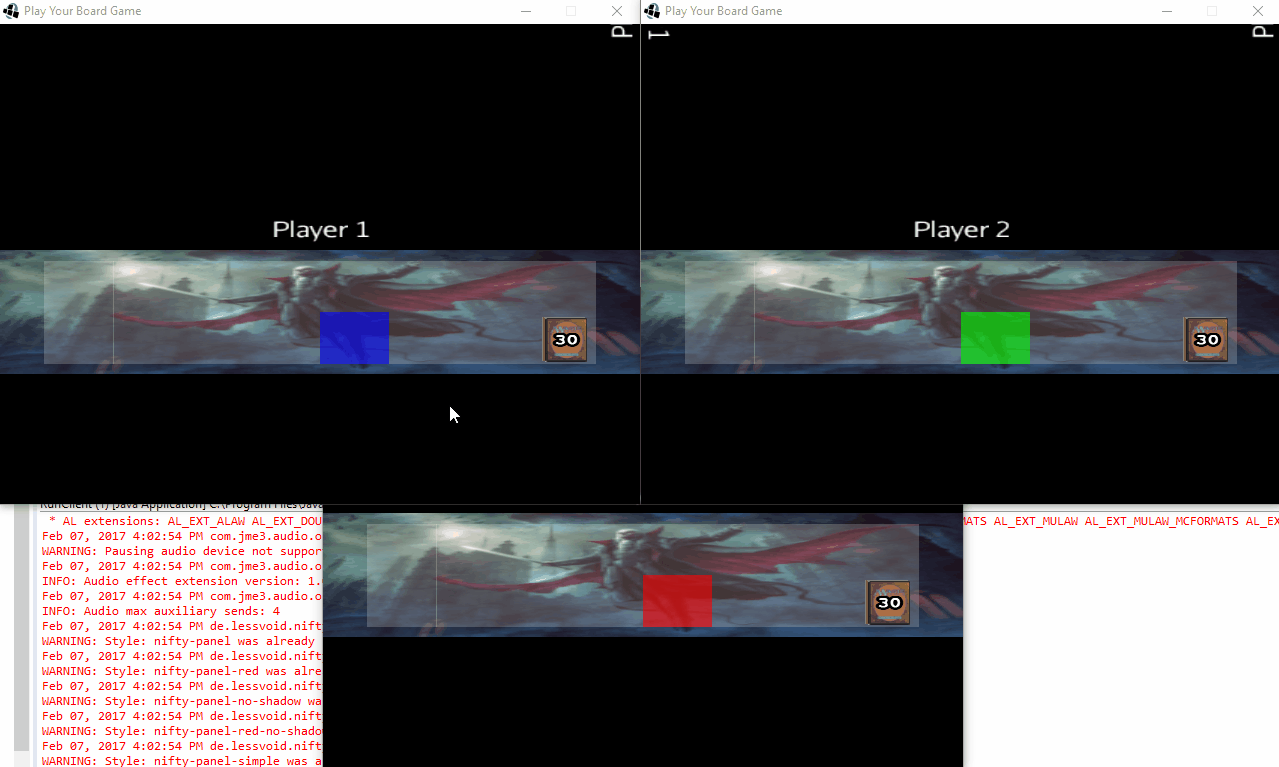 Play Your Board Game
Play Your Board Game
1
Player 1
Player 2
30
30
RunClient (1) [Java Application] C:\Program Files\Java
* AL extensions: AL_EXT_ALAW AL_EXT_DOU
MATS AL_EXT_MULAW AL_EXT_MULAW_MCFORMATS AL_EX
Feb 07, 2017 4:02:54 PM com.jme3.audio.o
WARNING: Pausing audio device not suppor
Feb 07, 2017 4:02:54 PM com.jme3.audio.o
INFO: Audio effect extension version: 1.
Feb 07, 2017 4:02:54 PM com.jme3.audio.o
INFO: Audio max auxiliary sends: 4
Feb 07, 2017 4:02:54 PM de.lessvoid.nift
WARNING: Style: nifty-panel was already
Feb 07, 2017 4:02:54 PM de.lessvoid.nift
WARNING: Style: nifty-panel-red was alre
Feb 07, 2017 4:02:54 PM de.lessvoid.nift
WARNING: Style: nifty-panel-no-shadow wa
Feb 07, 2017 4:02:54 PM de.lessvoid.nift
WARNING: Style: nifty-panel-red-no-shado
Feb 07, 2017 4:02:54 PM de.lessvoid.nift
WARNING: Style: nifty-panel-simple was a
30